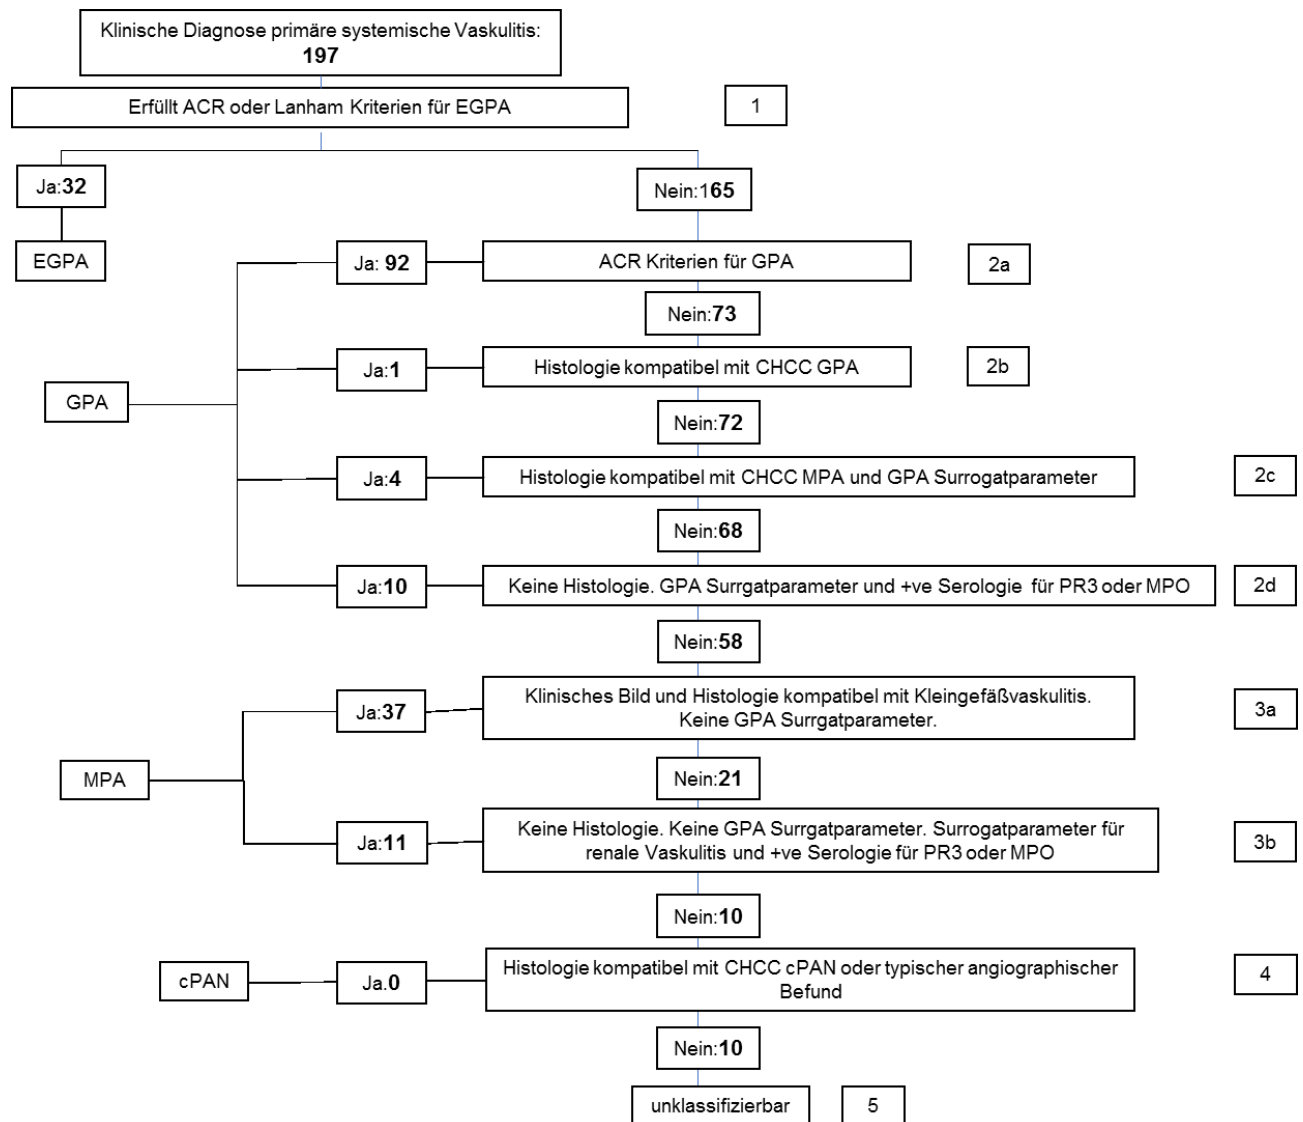 Klinische Diagnose primäre systemische Vaskulitis:
197
Erfüllt ACR oder Lanham Kriterien für EGPA
1
Ja:32
Nein:165
EGPA
Ja: 92
ACR Kriterien für GPA
2a
Nein:73
Ja:1
Histologie kompatibel mit CHCC GPA
2b
GPA
Nein:72
Ja:4
Histologie kompatibel mit CHCC MPA und GPA Surrogatparameter
2c
Nein:68
Ja:10
Keine Histologie. GPA Surrgatparameter und +ve Serologie für PR3 oder MPO
2d
Nein:58
Ja:37
Klinisches Bild und Histologie kompatibel mit Kleingefäßvaskulitis.
Keine GPA Surrgatparameter.
3a
MPA
Nein:21
Ja:11
Keine Histologie. Keine GPA Surrgatparameter. Surrogatparameter für
renale Vaskulitis und +ve Serologie für PR3 oder MPO
3b
Nein:10
cPAN
Ja.0
Histologie kompatibel mit CHCC cPAN oder typischer angiographischer
Befund
4
Nein:10
unklassifizierbar
5